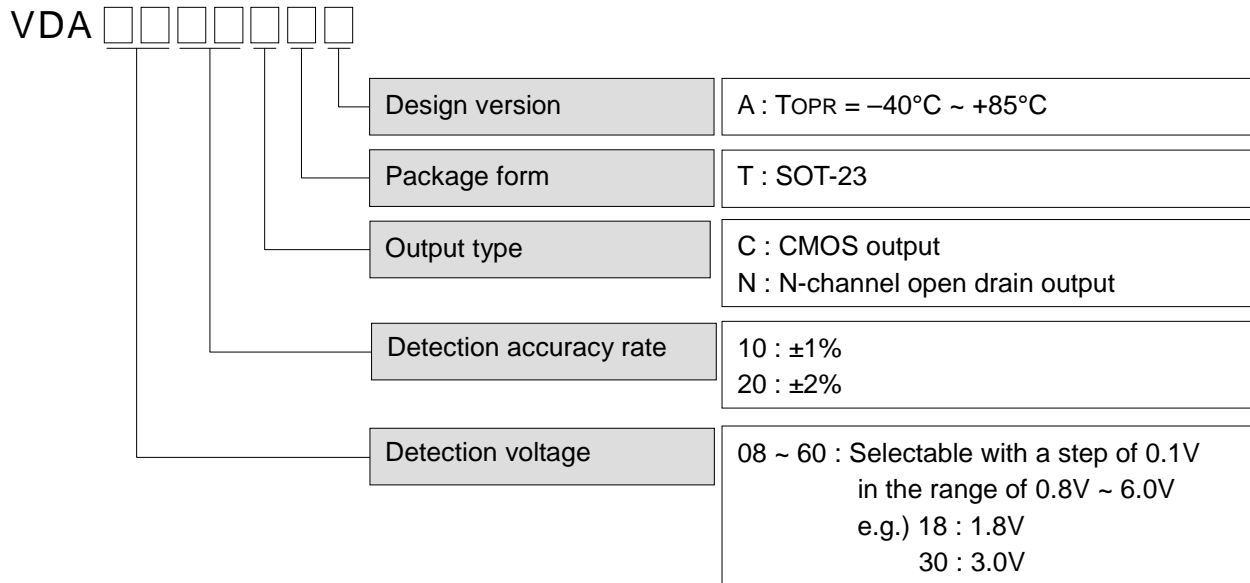 VDA
Design version
A : TOPR = –40°C ~ +85°C
Package form
T : SOT-23
Output type
C : CMOS output
N : N-channel open drain output
Detection accuracy rate
10 : ±1%
20 : ±2%
Detection voltage
08 ~ 60 : Selectable with a step of 0.1V
in the range of 0.8V ~ 6.0V
e.g.) 18 : 1.8V
30 : 3.0V